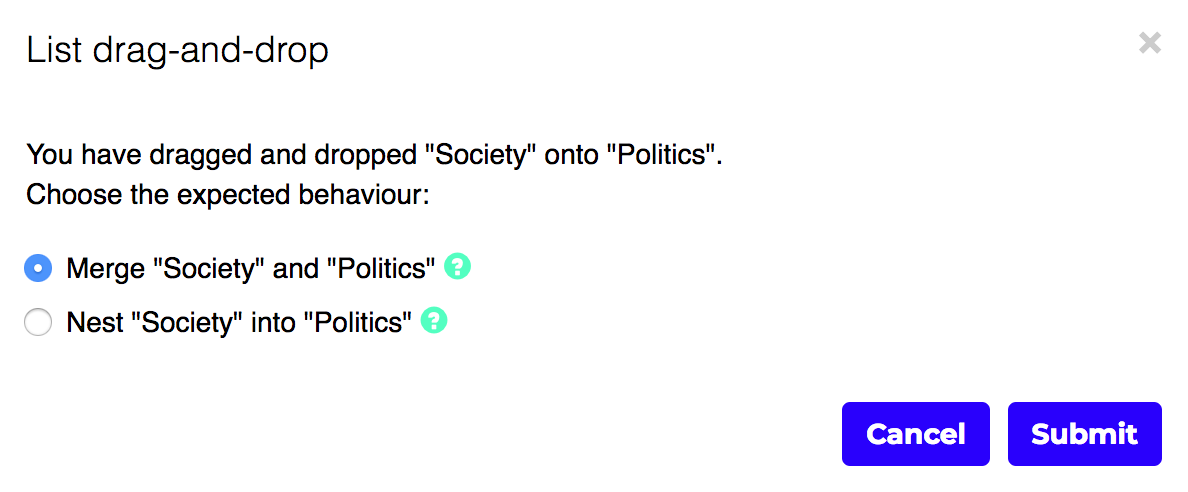 List drag-and-drop
You have dragged and dropped "Society" onto "Politics".
Choose the expected behaviour:
Merge "Society" and "Politics" ?
Nest "Society" into "Politics" ?
Cancel Submit